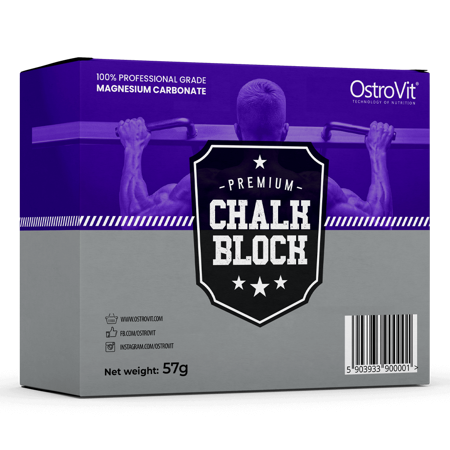 100% PROFESSIONAL GRADE
MAGNESIUM CARBONATE
OstroVit®
TECHNOLOGY OF NUTRITION
-PREMIUM-
CHALK
BLOCK
WWW.OSTROVIT.COM
FB.COM/OSTROVIT
INSTAGRAM.COM/OSTROVIT
Net weight: 57g
5 903933 900001 >